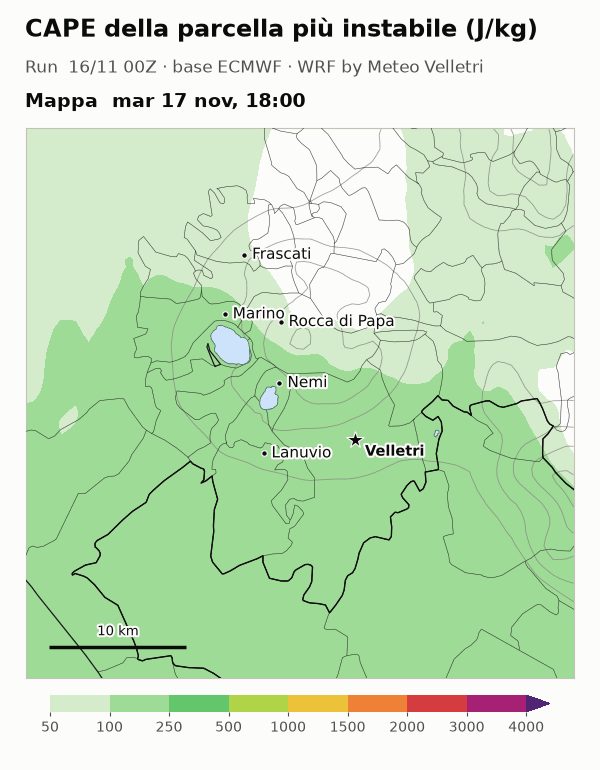 CAPE della parcella più instabile (J/kg)
Run  16/11 00Z · base ECMWF · WRF by Meteo Velletri
Mappa  mar 17 nov, 18:00
Frascati
Marino
Rocca di Papa
Nemi
Velletri
Lanuvio
10 km
50 100 250 500 1000 1500 2000 3000 4000